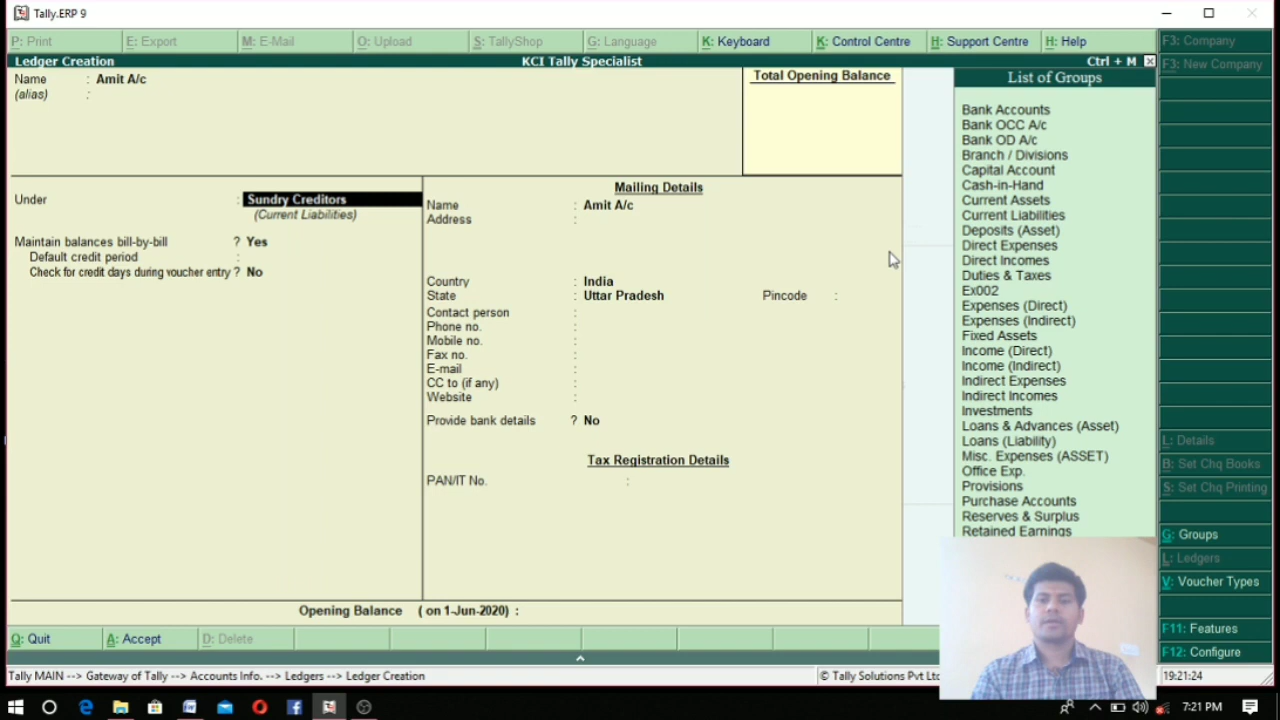 Tally.ERP 9
P: Print
E: Export
M: E-Mail
O: Upload
S: TallyShop
G: Language
K: Keyboard
K: Control Centre
H: Support Centre
H: Help
F3: Company
F3: New Company
Ledger Creation
KCI Tally Specialist
Ctrl + M
Name : Amit A/c
(alias) :
Total Opening Balance
Under : Sundry Creditors
(Current Liabilities)
Maintain balances bill-by-bill ? Yes
Default credit period :
Check for credit days during voucher entry ? No
Mailing Details
Name : Amit A/c
Address :
Country : India
State : Uttar Pradesh Pincode :
Contact person :
Phone no. :
Mobile no. :
Fax no. :
E-mail :
CC to (if any) :
Website :
Provide bank details ? No
Tax Registration Details
PAN/IT No. :
Opening Balance ( on 1-Jun-2020) :
List of Groups
Bank Accounts
Bank OCC A/c
Bank OD A/c
Branch / Divisions
Capital Account
Cash-in-Hand
Current Assets
Current Liabilities
Deposits (Asset)
Direct Expenses
Direct Incomes
Duties & Taxes
Ex002
Expenses (Direct)
Expenses (Indirect)
Fixed Assets
Income (Direct)
Income (Indirect)
Indirect Expenses
Indirect Incomes
Investments
Loans & Advances (Asset)
Loans (Liability)
Misc. Expenses (ASSET)
Office Exp.
Provisions
Purchase Accounts
Reserves & Surplus
Retained Earnings
L: Details
B: Set Chq Books
S: Set Chq Printing
G: Groups
L: Ledgers
V: Voucher Types
F11: Features
F12: Configure
Q: Quit
A: Accept
D: Delete
Tally MAIN --> Gateway of Tally --> Accounts Info. --> Ledgers --> Ledger Creation
© Tally Solutions Pvt Ltd
19:21:24
7:21 PM